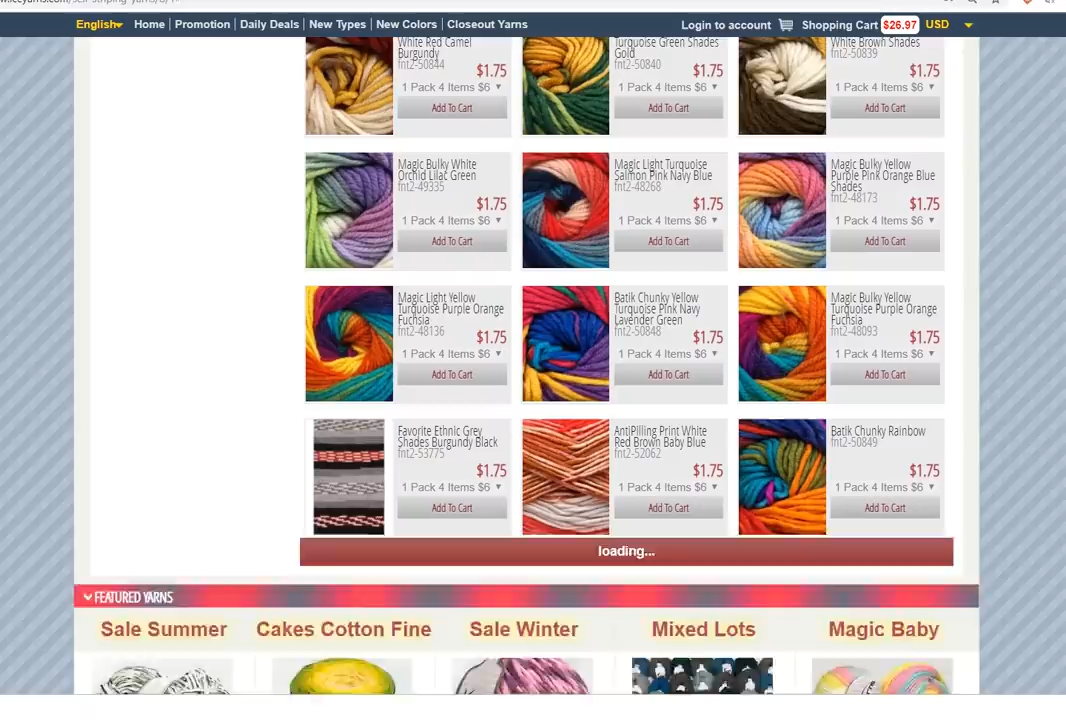 English
Home | Promotion | Daily Deals | New Types | New Colors | Closeout Yarns
Login to account
Shopping Cart $26.97 USD
White Red Camel
Burgundy
fnt2-50844
$1.75
1 Pack 4 Items $6 ▼
Add To Cart
Turquoise Green Shades
Gold
fnt2-50840
$1.75
1 Pack 4 Items $6 ▼
Add To Cart
White Brown Shades
fnt2-50839
$1.75
1 Pack 4 Items $6 ▼
Add To Cart
Magic Bulky White
Orchid Lilac Green
fnt2-49335
$1.75
1 Pack 4 Items $6 ▼
Add To Cart
Magic Light Turquoise
Salmon Pink Navy Blue
fnt2-48268
$1.75
1 Pack 4 Items $6 ▼
Add To Cart
Magic Bulky Yellow
Purple Pink Orange Blue
Shades
fnt2-48173
$1.75
1 Pack 4 Items $6 ▼
Add To Cart
Magic Light Yellow
Turquoise Purple Orange
Fuchsia
fnt2-48136
$1.75
1 Pack 4 Items $6 ▼
Add To Cart
Batik Chunky Yellow
Turquoise Pink Navy
Lavender Green
fnt2-50848
$1.75
1 Pack 4 Items $6 ▼
Add To Cart
Magic Bulky Yellow
Turquoise Purple Orange
Fuchsia
fnt2-48093
$1.75
1 Pack 4 Items $6 ▼
Add To Cart
Favorite Ethnic Grey
Shades Burgundy Black
fnt2-53775
$1.75
1 Pack 4 Items $6 ▼
Add To Cart
AntiPilling Print White
Red Brown Baby Blue
fnt2-52062
$1.75
1 Pack 4 Items $6 ▼
Add To Cart
Batik Chunky Rainbow
fnt2-50849
$1.75
1 Pack 4 Items $6 ▼
Add To Cart
loading...
FEATURED YARNS
Sale Summer
Cakes Cotton Fine
Sale Winter
Mixed Lots
Magic Baby